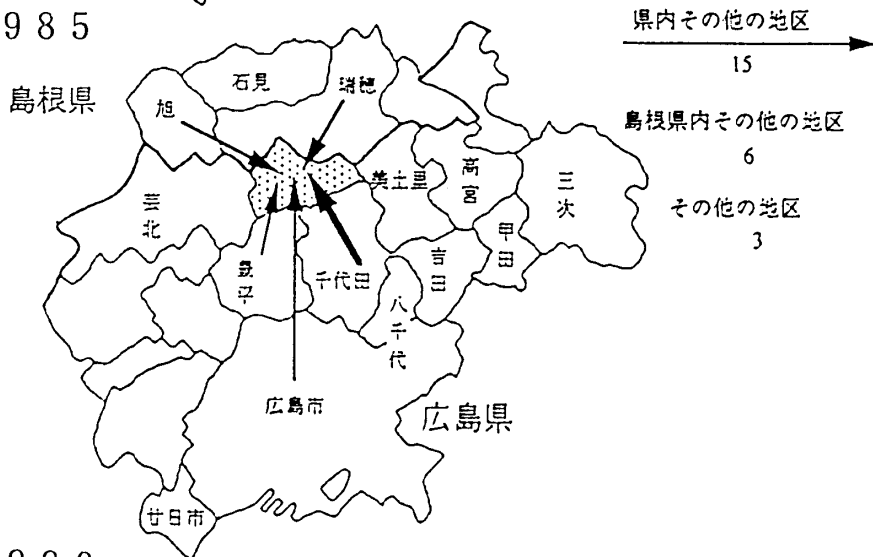 985
島根県
石見
瑞穂
旭
芸北
美土里
高宮
三次
甲田
吉田
豊平
千代田
八千代
広島市
広島県
廿日市
県内その他の地区
15
島根県内その他の地区
6
その他の地区
3